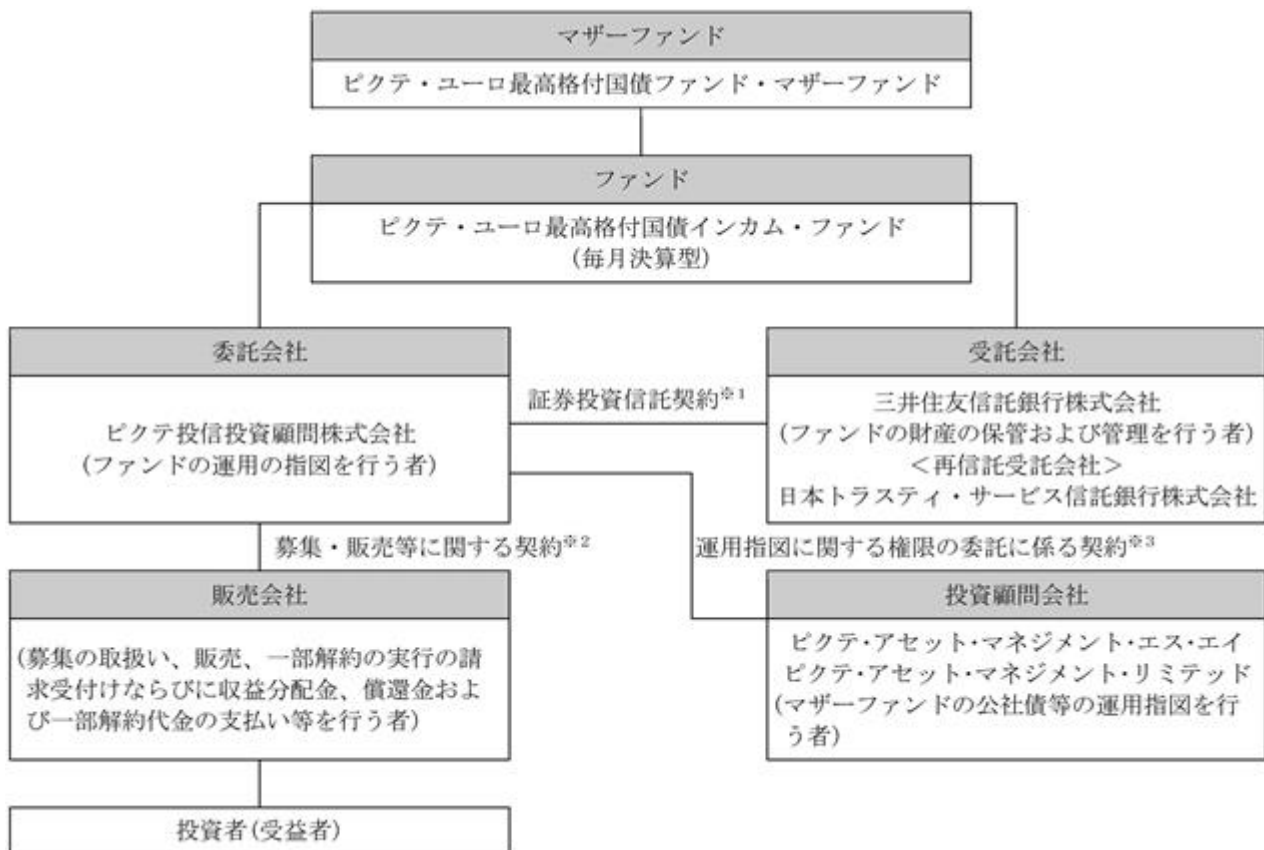 マザーファンド
ピクテ・ユーロ最高格付国債ファンド・マザーファンド
ファンド
ピクテ・ユーロ最高格付国債インカム・ファンド
(毎月決算型)
委託会社
ピクテ投信投資顧問株式会社
(ファンドの運用の指図を行う者)
証券投資信託契約※1
受託会社
三井住友信託銀行株式会社
(ファンドの財産の保管および管理を行う者)
＜再信託受託会社＞
日本トラスティ・サービス信託銀行株式会社
募集・販売等に関する契約※2
運用指図に関する権限の委託に係る契約※3
販売会社
(募集の取扱い、販売、一部解約の実行の請
求受付けならびに収益分配金、償還金およ
び一部解約代金の支払い等を行う者)
投資顧問会社
ピクテ・アセット・マネジメント・エス・エイ
ピクテ・アセット・マネジメント・リミテッド
(マザーファンドの公社債等の運用指図を行
う者)
投資者(受益者)